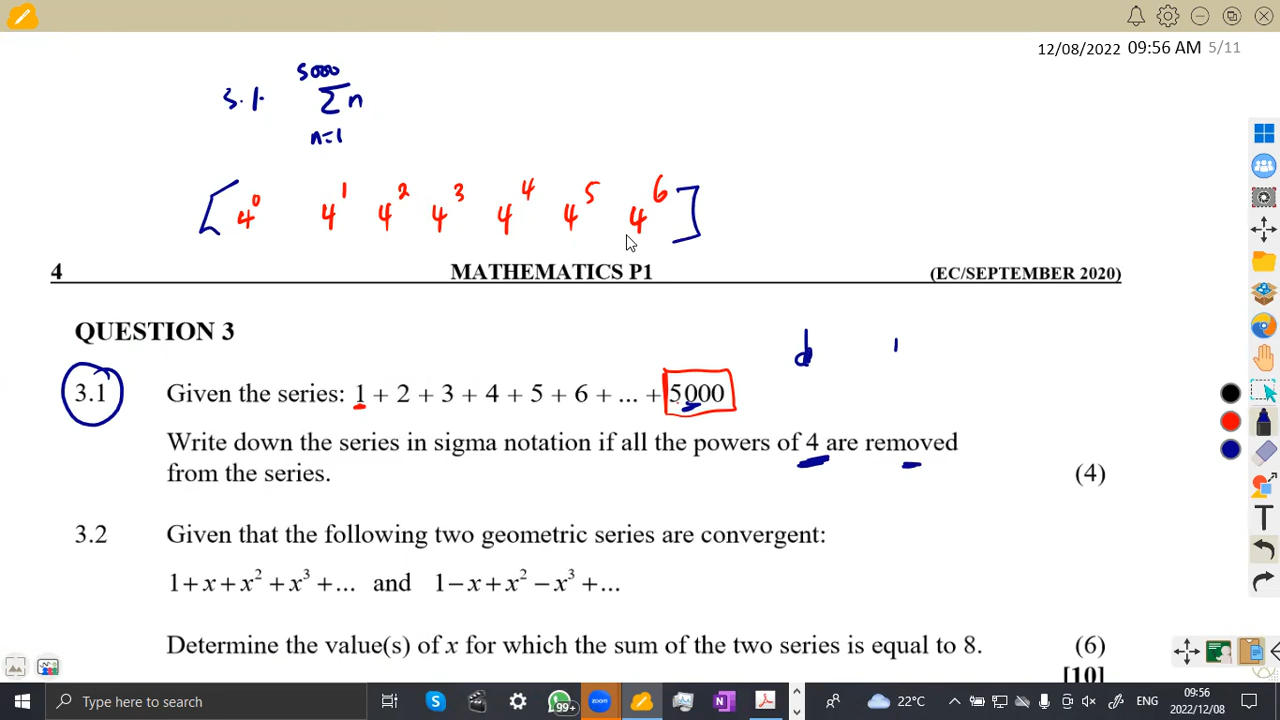 12/08/2022 09:56 AM 5/11
5000
3.1. Σn
n=1
[4⁰ 4¹ 4² 4³ 4⁴ 4⁵ 4⁶]
4 MATHEMATICS P1 (EC/SEPTEMBER 2020)
QUESTION 3
d
3.1 Given the series: 1 + 2 + 3 + 4 + 5 + 6 + ... + 5000
Write down the series in sigma notation if all the powers of 4 are removed
from the series. (4)
3.2 Given that the following two geometric series are convergent:
1 + x + x² + x³ + ... and 1 − x + x² − x³ + ...
Determine the value(s) of x for which the sum of the two series is equal to 8. (6)
[10]
Type here to search 99+ 22°C ENG 09:56
2022/12/08